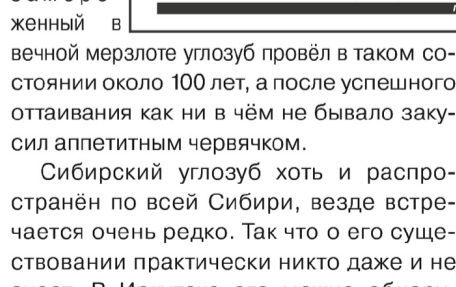 женный в
вечной мерзлоте углозуб провёл в таком со-
стоянии около 100 лет, а после успешного
оттаивания как ни в чём не бывало заку-
сил аппетитным червячком.
Сибирский углозуб хоть и распро-
странён по всей Сибири, везде встре-
чается очень редко. Так что о его суще-
ствовании практически никто даже и не